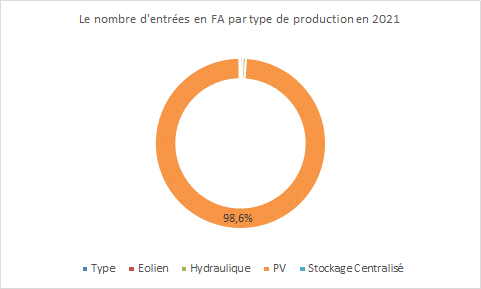 Le nombre d'entrées en FA par type de production en 2021
98,6%
Type Eolien Hydraulique PV Stockage Centralisé